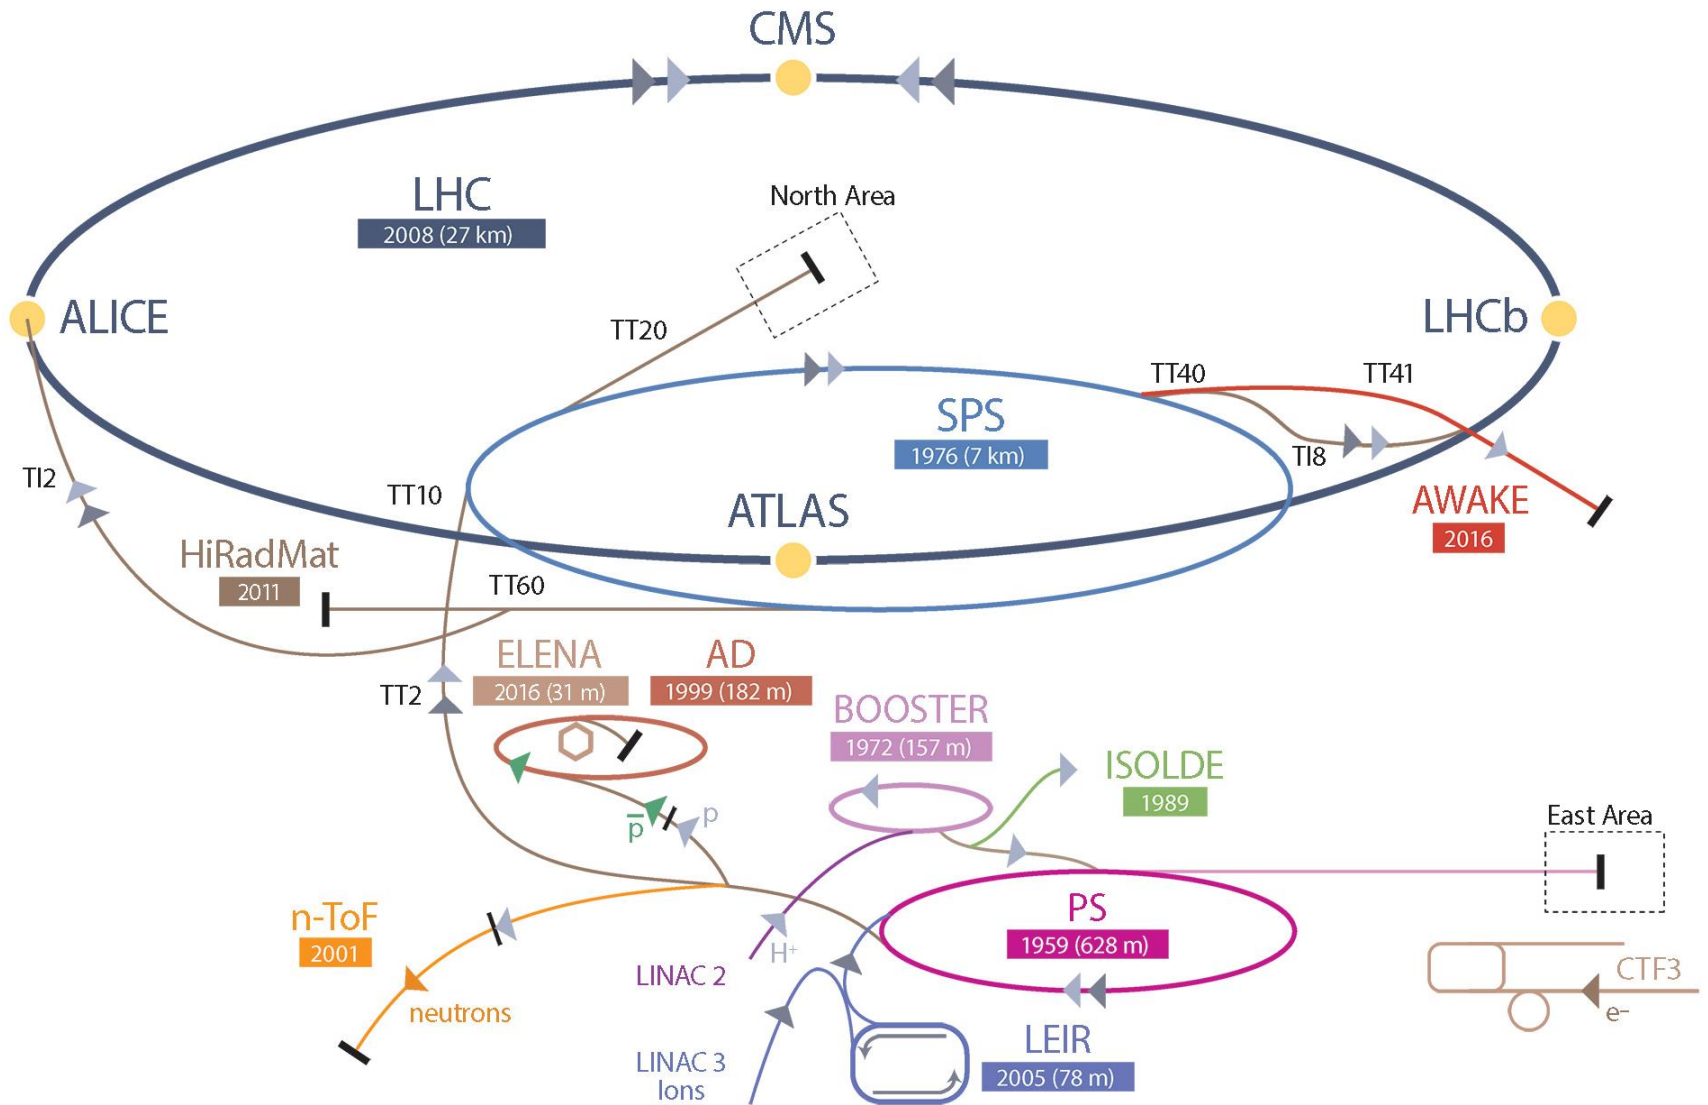 CMS
LHC
2008 (27 km)
North Area
ALICE
LHCb
TT20
TT40
TT41
SPS
1976 (7 km)
TI8
TI2
TT10
ATLAS
AWAKE
2016
HiRadMat
2011
TT60
ELENA
2016 (31 m)
AD
1999 (182 m)
TT2
BOOSTER
1972 (157 m)
ISOLDE
1989
p̅
p
East Area
n-ToF
2001
PS
1959 (628 m)
H⁺
LINAC 2
CTF3
e⁻
neutrons
LEIR
2005 (78 m)
LINAC 3
Ions